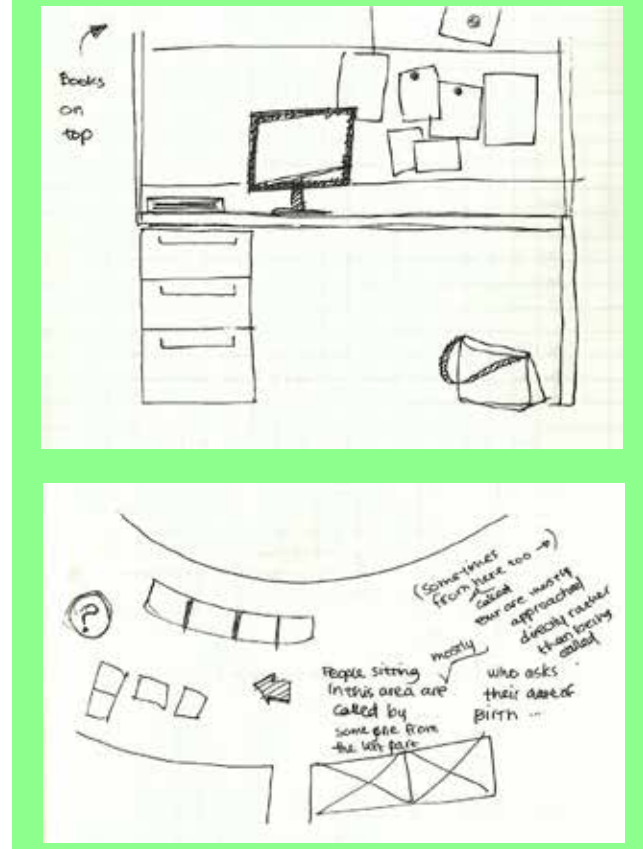 Books
on
top
?
(Sometimes
from here too →)
called
But are mostly
approached
directly rather
than being
called
mostly
People sitting
in this area are
called by
some one from
the left part
who asks
their date of
BIRTH ...